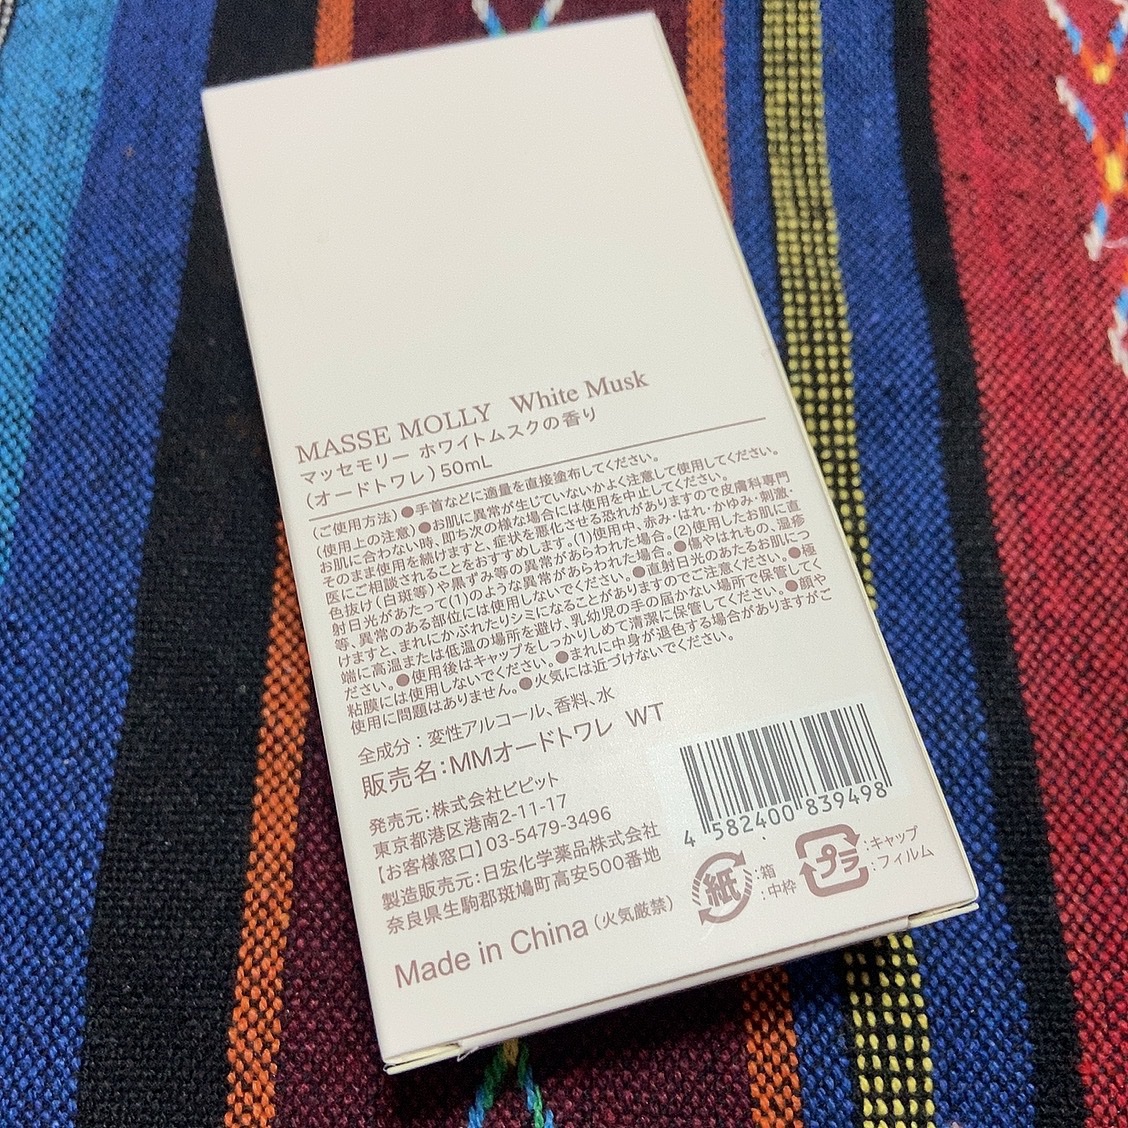 MASSE MOLLY White Musk
マッセモリー ホワイトムスクの香り
(オードトワレ)50mL
(ご使用方法)●手首などに適量を直接塗布してください。
(使用上の注意)●お肌に異常が生じていないかよく注意して使用してください。
お肌に合わない時、即ち次の様な場合には使用を中止してください。
そのまま使用を続けますと、症状を悪化させる恐れがありますので皮膚科専門
医にご相談されることをおすすめします。(1)使用中、赤み・はれ・かゆみ・刺激・
色抜け(白斑等)や黒ずみ等の異常があらわれた場合。(2)使用したお肌に直
射日光があたって(1)のような異常があらわれた場合。●傷やはれもの、湿疹
等、異常のある部位には使用しないでください。●直射日光のあたるお肌につ
けますと、まれにかぶれたりシミになることがありますのでご注意ください。●極
端に高温または低温の場所を避け、乳幼児の手の届かない場所で保管してく
ださい。●使用後はキャップをしっかりしめて清潔に保管してください。●顔や
粘膜には使用しないでください。●まれに中身が退色する場合がありますがご
使用に問題はありません。●火気には近づけないでください。
全成分：変性アルコール、香料、水
販売名：MMオードトワレ WT
発売元：株式会社ビピット
東京都港区港南2-11-17
【お客様窓口】03-5479-3496
製造販売元：日宏化学薬品株式会社
奈良県生駒郡斑鳩町高安500番地
Made in China (火気厳禁)
4 582400 839498
紙 :箱 :中枠
プラ :キャップ :フィルム